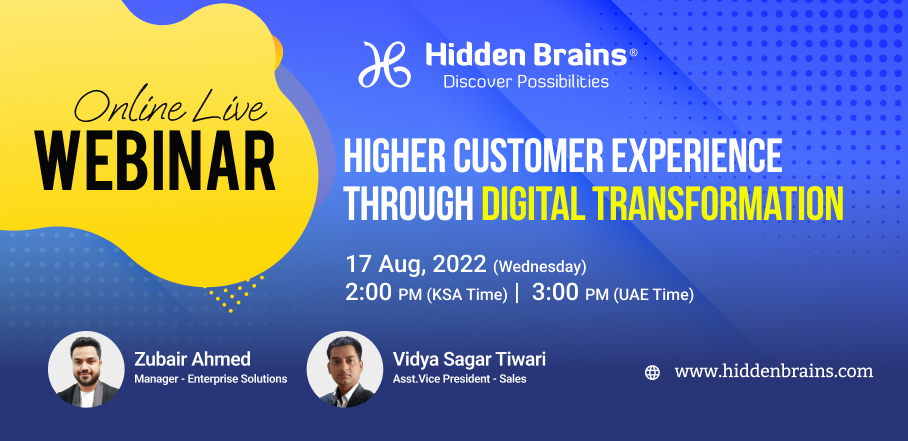 Online Live
WEBINAR
Hidden Brains®
Discover Possibilities
HIGHER CUSTOMER EXPERIENCE
THROUGH DIGITAL TRANSFORMATION
17 Aug, 2022 (Wednesday)
2:00 PM (KSA Time) | 3:00 PM (UAE Time)
Zubair Ahmed
Manager - Enterprise Solutions
Vidya Sagar Tiwari
Asst.Vice President - Sales
www.hiddenbrains.com